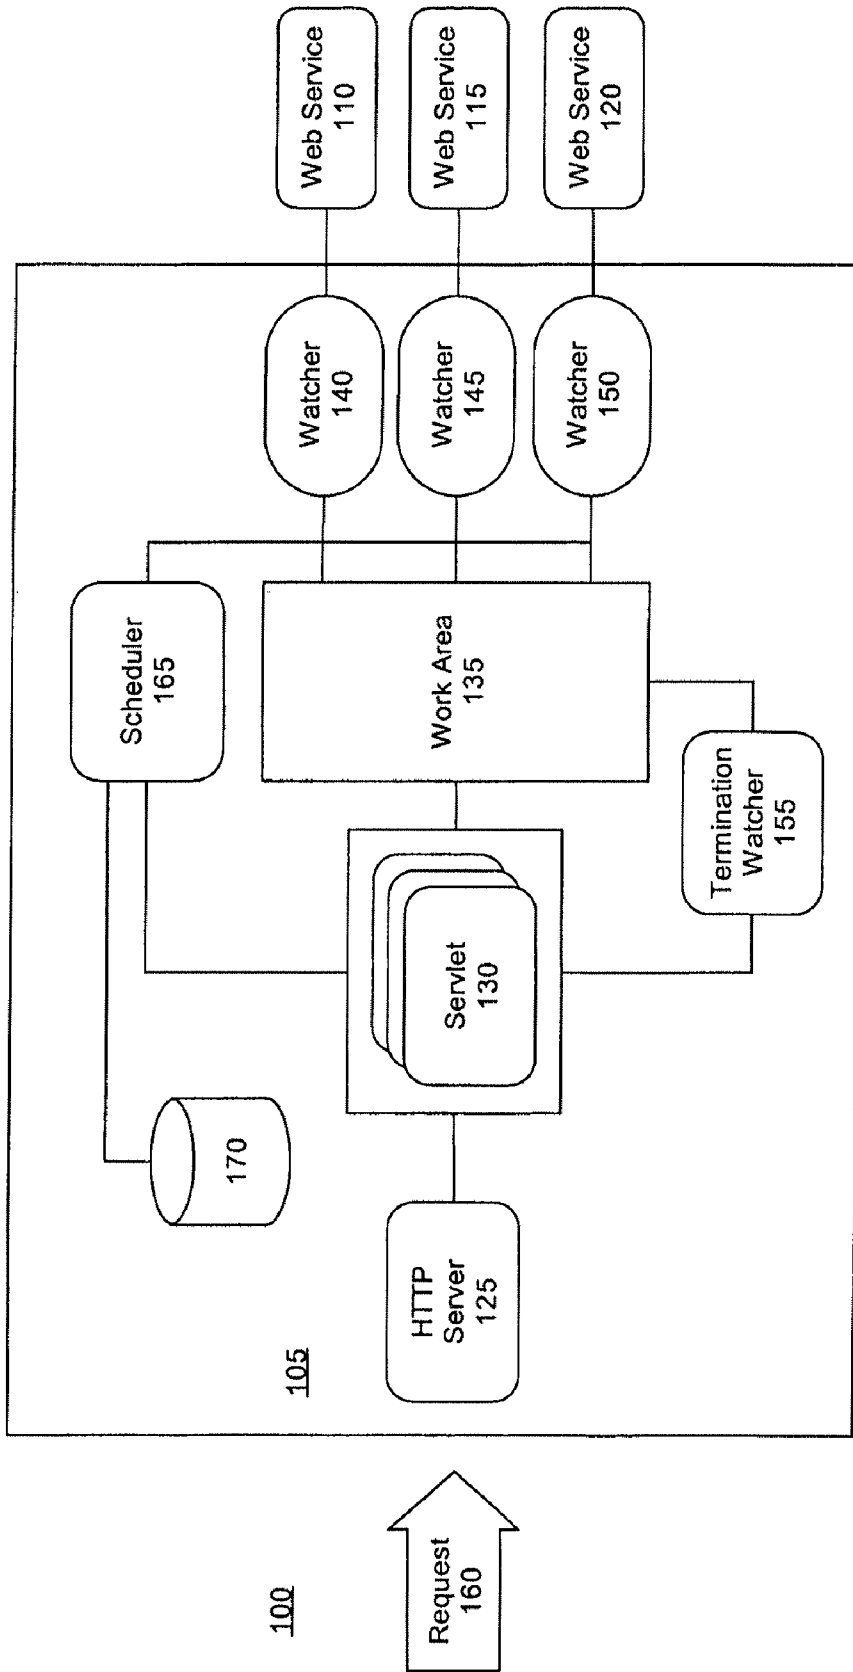 100
Request
160
105
HTTP
Server
125
170
Servlet
130
Scheduler
165
Work Area
135
Termination
Watcher
155
Watcher
140
Watcher
145
Watcher
150
Web Service
110
Web Service
115
Web Service
120